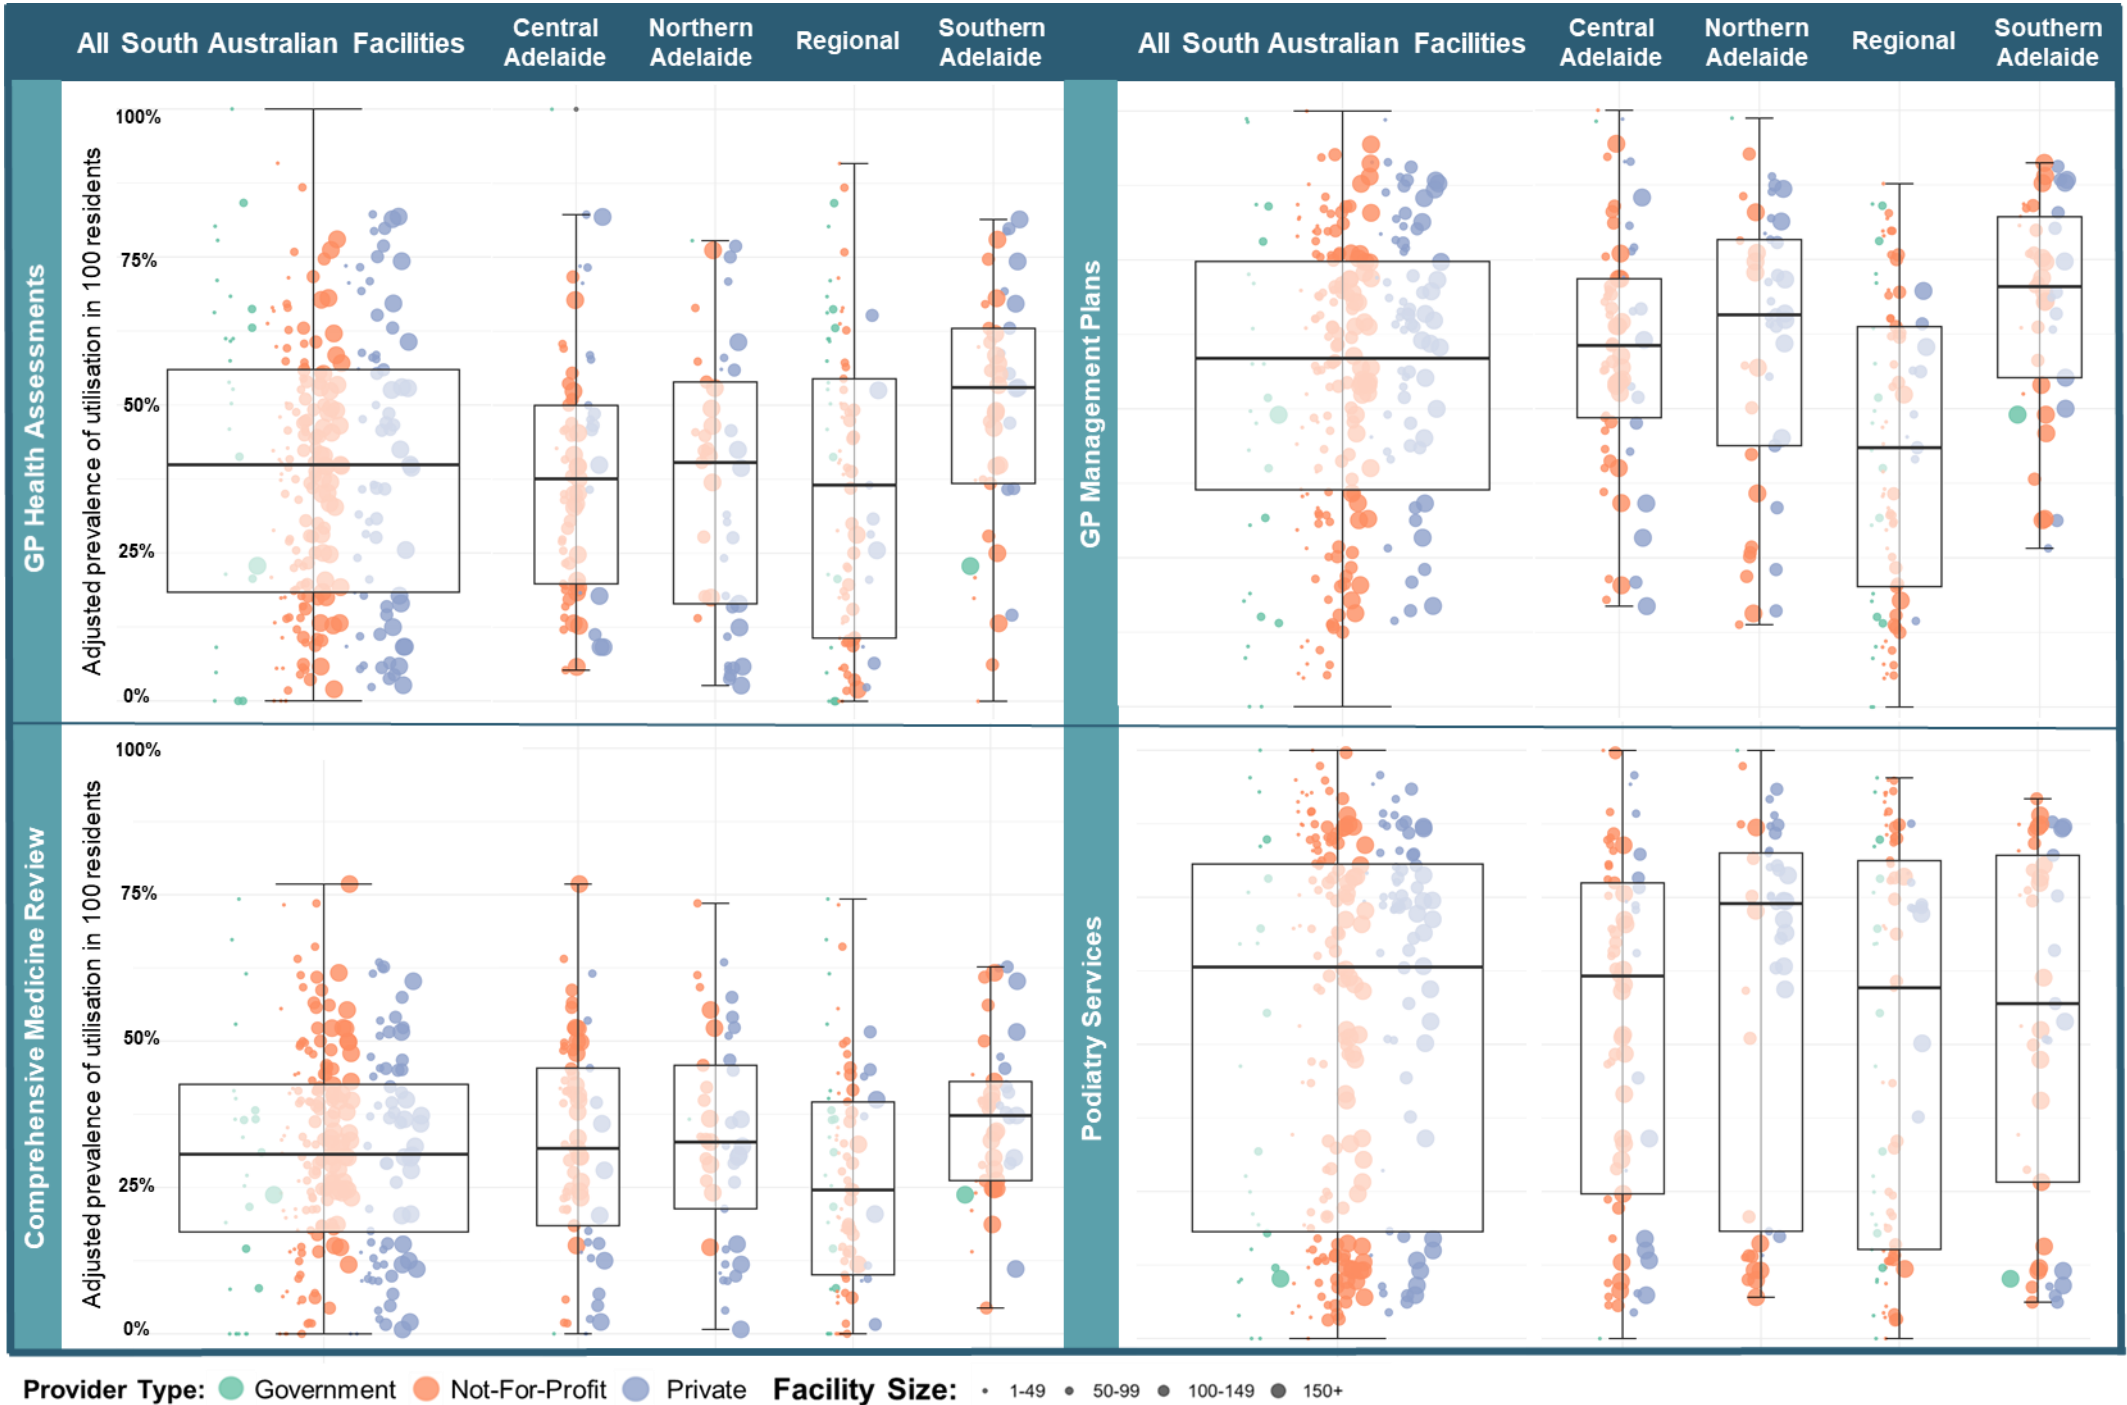 All South Australian Facilities
Central
Adelaide
Northern
Adelaide
Regional
Southern
Adelaide
All South Australian Facilities
Central
Adelaide
Northern
Adelaide
Regional
Southern
Adelaide
GP Health Assessments
Adjusted prevalence of utilisation in 100 residents
100%
75%
50%
25%
0%
GP Management Plans
Comprehensive Medicine Review
Adjusted prevalence of utilisation in 100 residents
100%
75%
50%
25%
0%
Podiatry Services
Provider Type: Government Not-For-Profit Private Facility Size: 1-49 50-99 100-149 150+